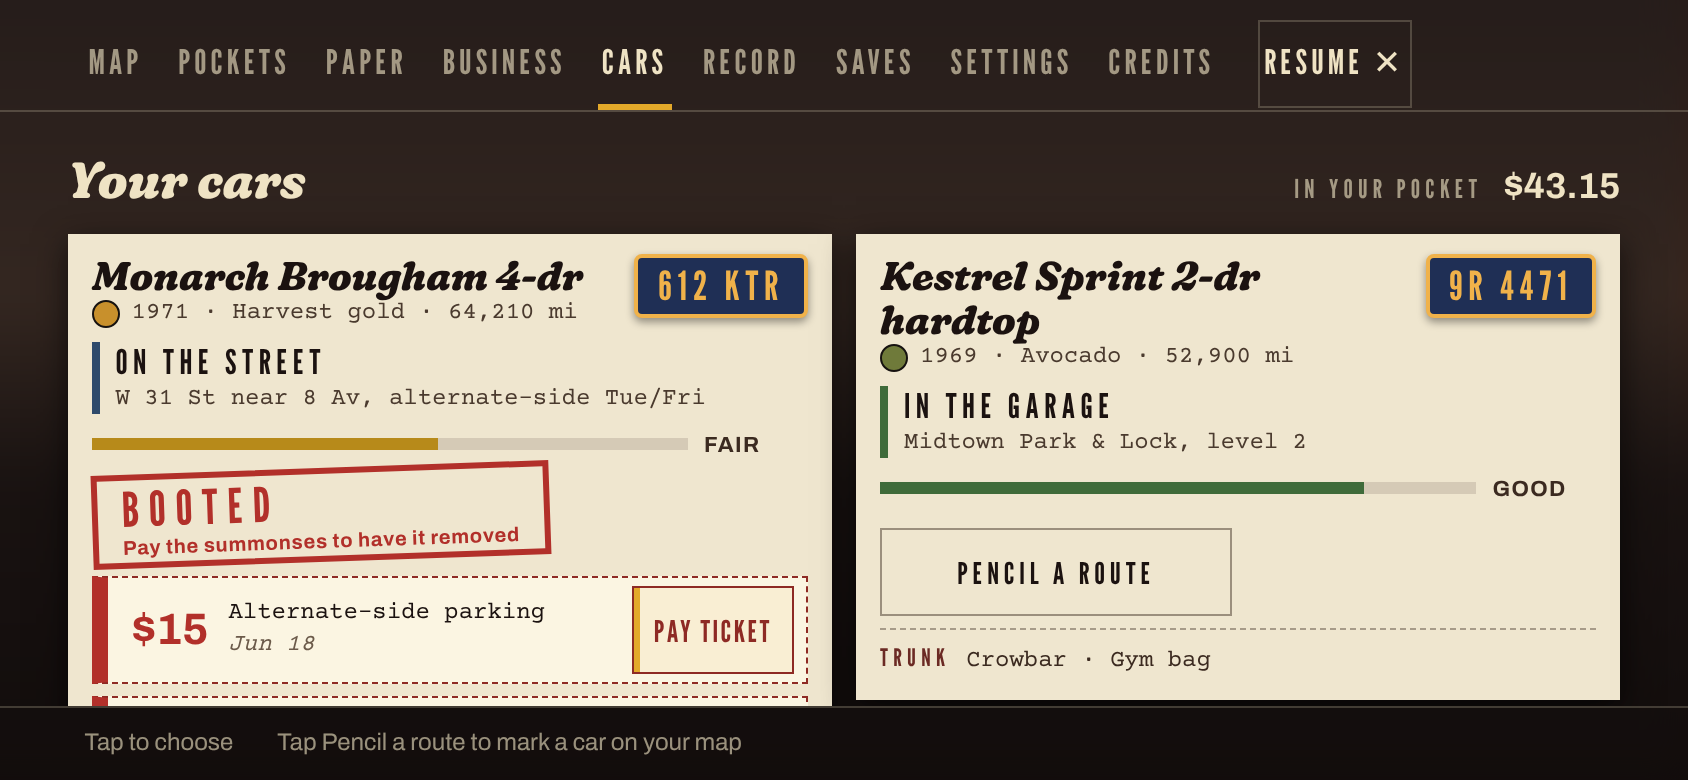 MAP POCKETS PAPER BUSINESS CARS RECORD SAVES SETTINGS CREDITS RESUME ✕
Your cars
IN YOUR POCKET $43.15
Monarch Brougham 4-dr
612 KTR
1971 · Harvest gold · 64,210 mi
ON THE STREET
W 31 St near 8 Av, alternate-side Tue/Fri
FAIR
BOOTED
Pay the summonses to have it removed
$15
Alternate-side parking
Jun 18
PAY TICKET
Kestrel Sprint 2-dr
hardtop
9R 4471
1969 · Avocado · 52,900 mi
IN THE GARAGE
Midtown Park & Lock, level 2
GOOD
PENCIL A ROUTE
TRUNK Crowbar · Gym bag
Tap to choose Tap Pencil a route to mark a car on your map